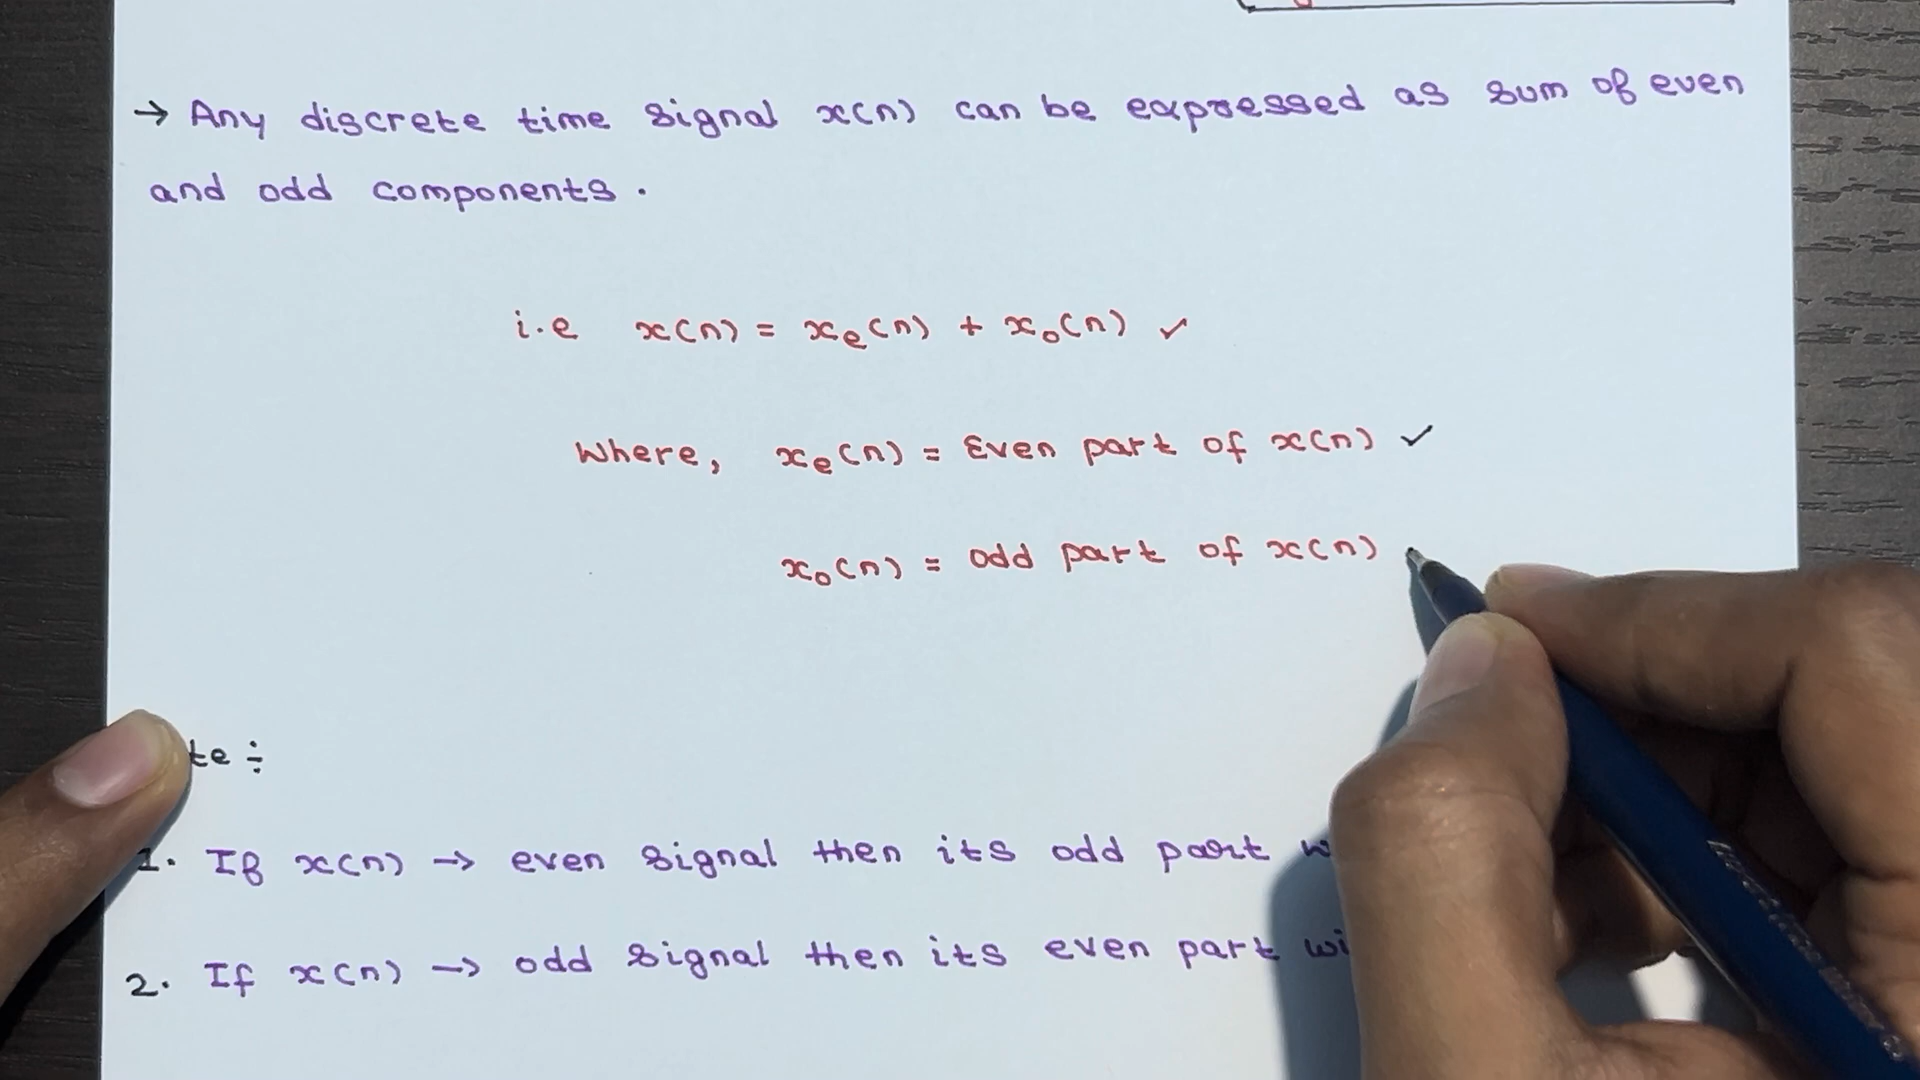 → Any discrete time signal x(n) can be expressed as sum of even
and odd components .
i.e x(n) = xₑ(n) + xₒ(n) ✓
Where, xₑ(n) = Even part of x(n) ✓
xₒ(n) = odd part of x(n)
te ÷
1. If x(n) → even signal then its odd part
2. If x(n) → odd signal then its even part wi